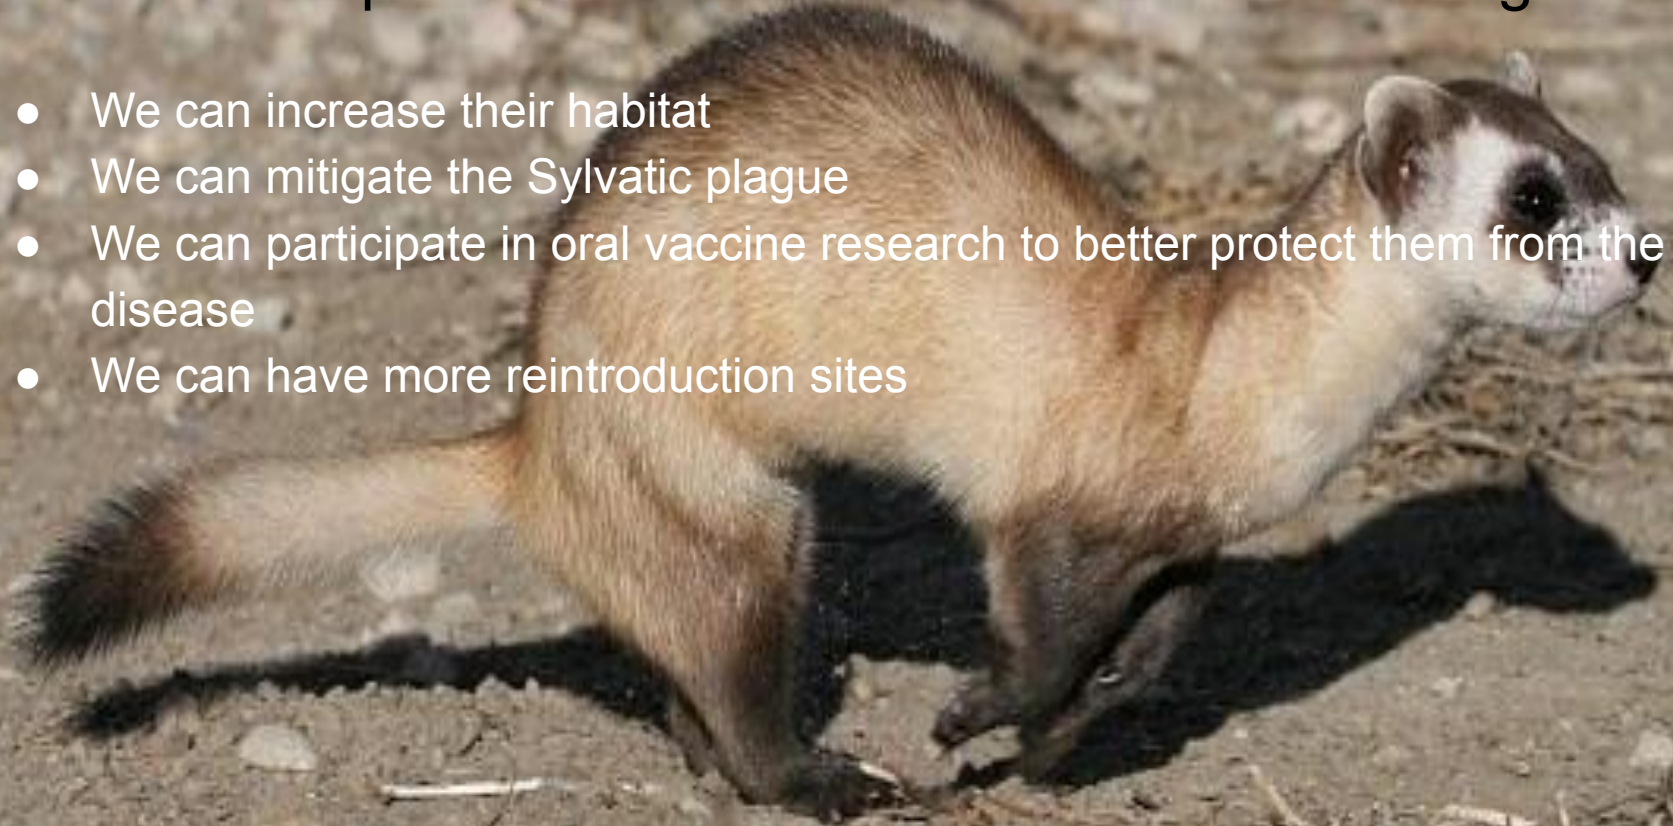 ● We can increase their habitat
● We can mitigate the Sylvatic plague
● We can participate in oral vaccine research to better protect them from the
disease
● We can have more reintroduction sites